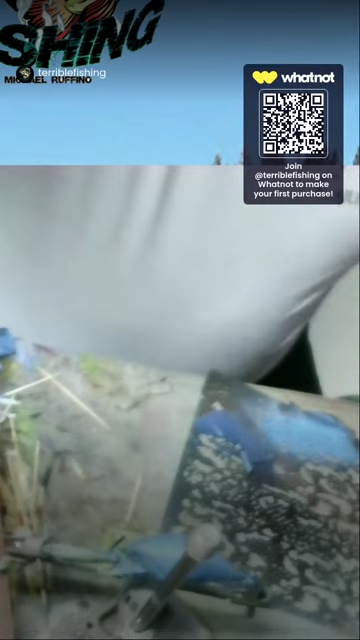 SHING
terriblefishing
MICHAEL RUFFINO
whatnot
Join
@terriblefishing on
Whatnot to make
your first purchase!